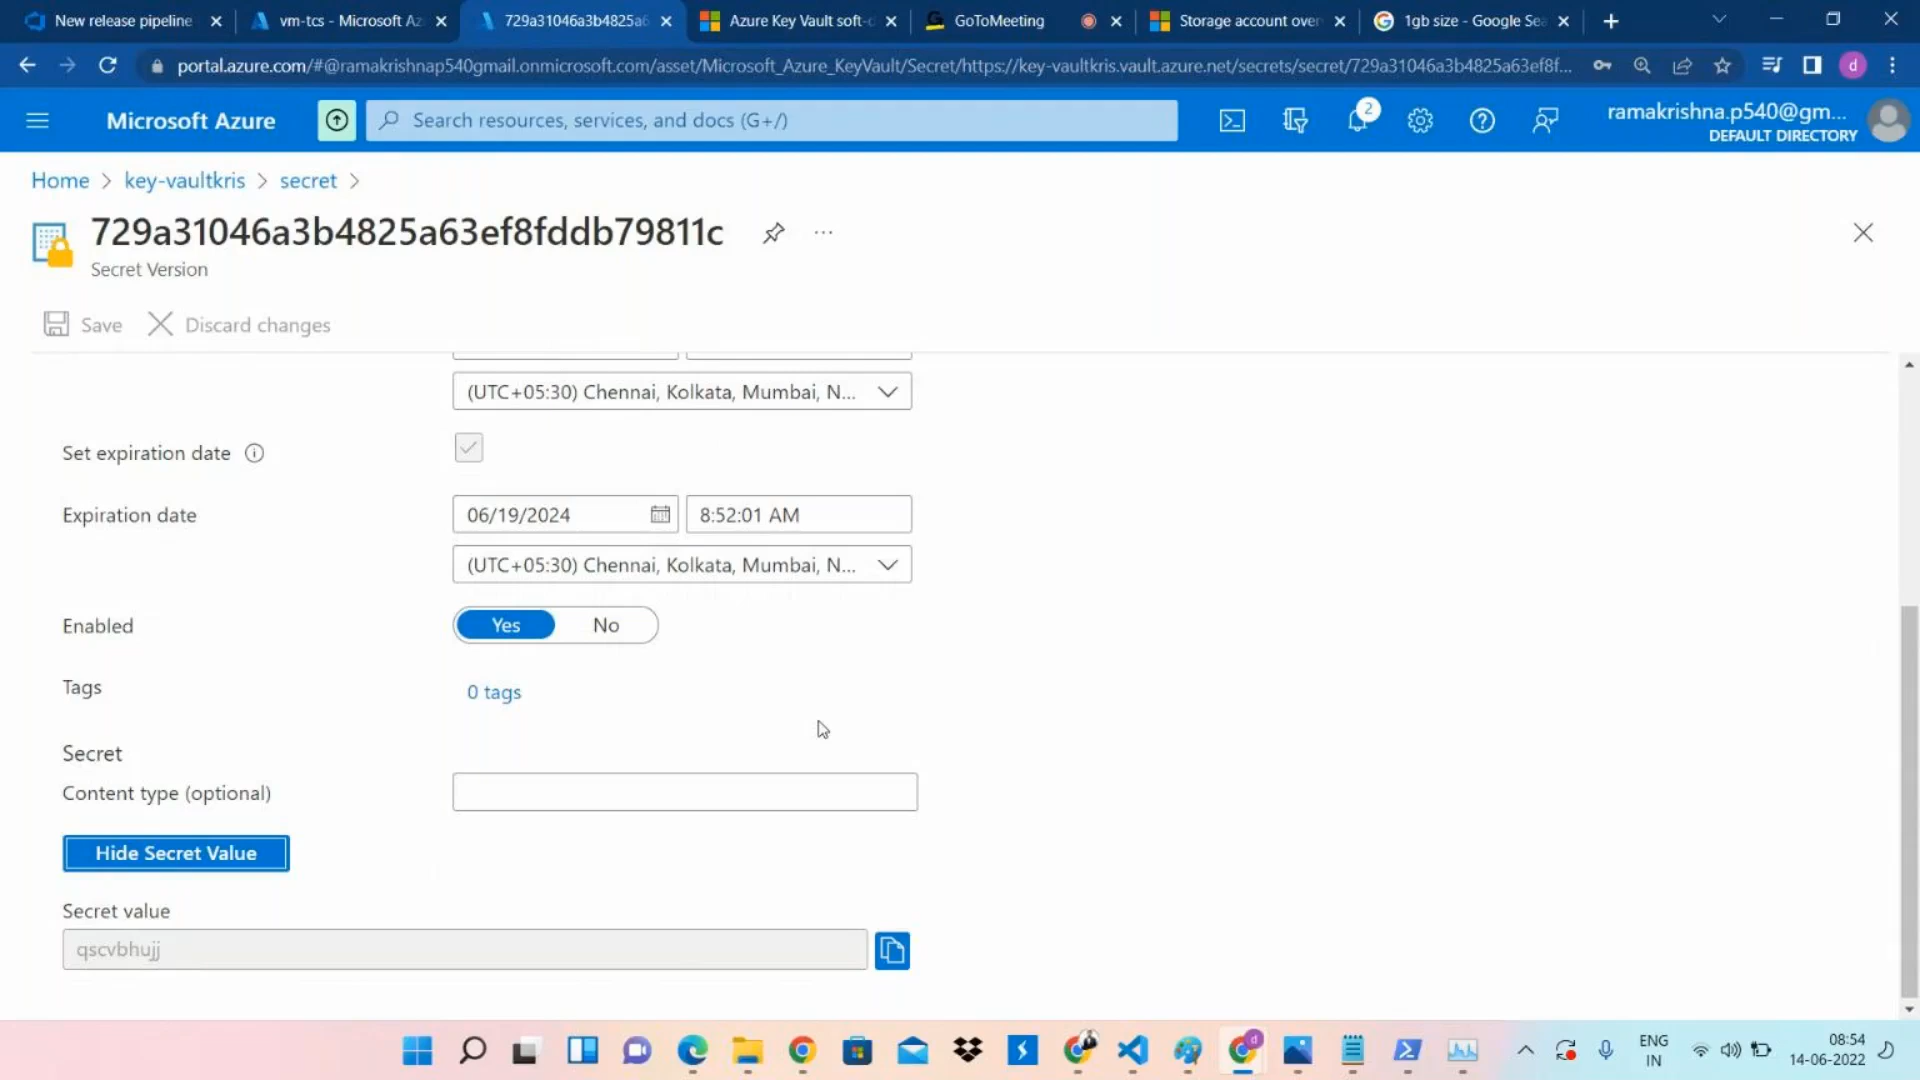 New release pipeline
vm-tcs - Microsoft Az
729a31046a3b4825a6
Azure Key Vault soft-d
GoToMeeting
Storage account over
1gb size - Google Sea
portal.azure.com/#@ramakrishnap540gmail.onmicrosoft.com/asset/Microsoft_Azure_KeyVault/Secret/https://key-vaultkris.vault.azure.net/secrets/secret/729a31046a3b4825a63ef8f...
d
Microsoft Azure
Search resources, services, and docs (G+/)
2
ramakrishna.p540@gm...
DEFAULT DIRECTORY
Home > key-vaultkris > secret >
729a31046a3b4825a63ef8fddb79811c
Secret Version
Save
Discard changes
(UTC+05:30) Chennai, Kolkata, Mumbai, N...
Set expiration date
Expiration date
06/19/2024
8:52:01 AM
(UTC+05:30) Chennai, Kolkata, Mumbai, N...
Enabled
Yes
No
Tags
0 tags
Secret
Content type (optional)
Hide Secret Value
Secret value
qscvbhujj
ENG
IN
08:54
14-06-2022